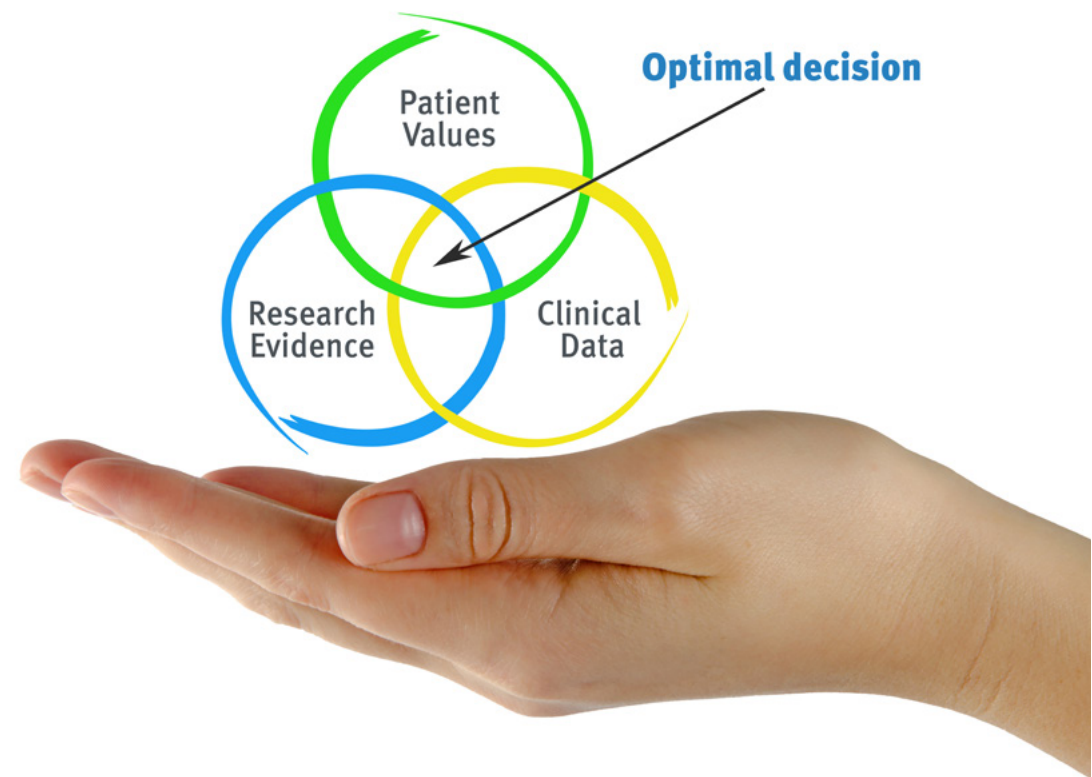 Optimal decision
Patient
Values
Research
Evidence
Clinical
Data